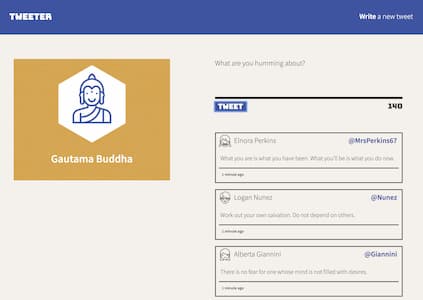 TWEETER
Write a new tweet
Gautama Buddha
What are you humming about?
TWEET
140
Elnora Perkins
@MrsPerkins67
What you are is what you have been. What you'll be is what you do now.
1 minute ago
Logan Nunez
@Nunez
Work out your own salvation. Do not depend on others.
1 minute ago
Alberta Giannini
@Giannini
There is no fear for one whose mind is not filled with desires.
1 minute ago